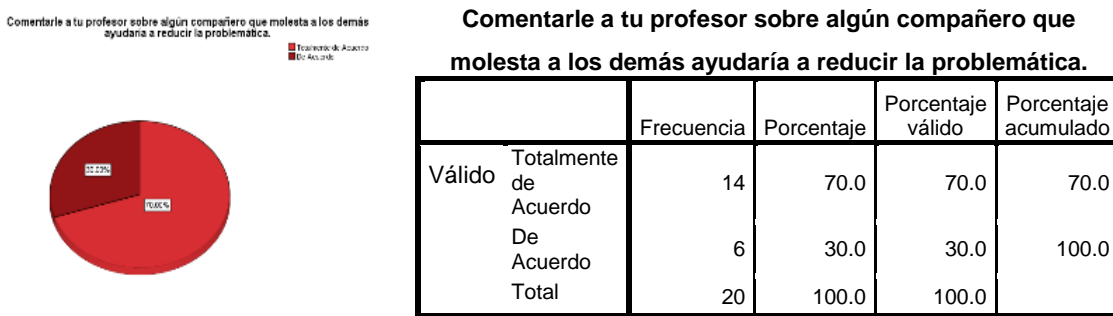 Comentarle a tu profesor sobre algún compañero que molesta a los demás
ayudaría a reducir la problemática.
Totalmente de Acuerdo
De Acuerdo
30.00%
70.00%
Comentarle a tu profesor sobre algún compañero que
molesta a los demás ayudaría a reducir la problemática.
Frecuencia Porcentaje Porcentaje válido Porcentaje acumulado
Válido Totalmente de Acuerdo 14 70.0 70.0 70.0
De Acuerdo 6 30.0 30.0 100.0
Total 20 100.0 100.0